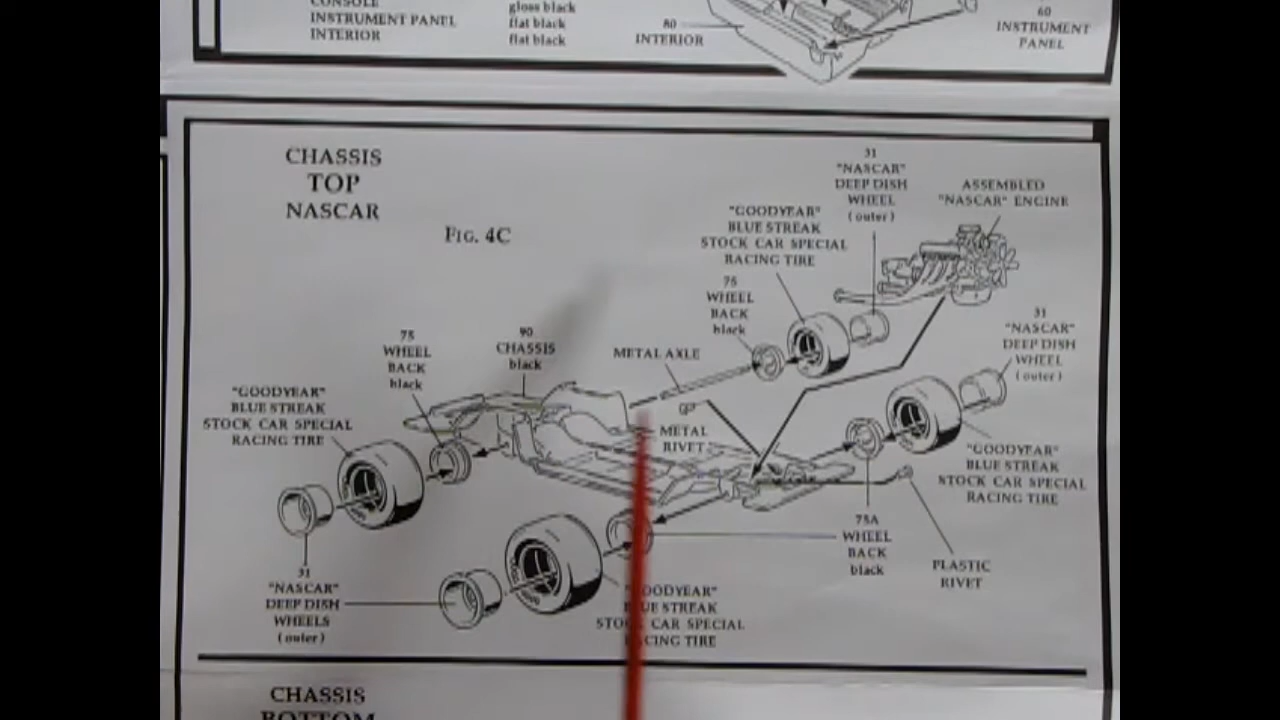 CONSOLE
gloss black
INSTRUMENT PANEL
flat black
INTERIOR
flat black
80
INTERIOR
60
INSTRUMENT
PANEL
CHASSIS
TOP
NASCAR
FIG. 4C
31
"NASCAR"
DEEP DISH
WHEEL
(outer)
ASSEMBLED
"NASCAR" ENGINE
"GOODYEAR"
BLUE STREAK
STOCK CAR SPECIAL
RACING TIRE
75
WHEEL
BACK
black
31
"NASCAR"
DEEP DISH
WHEEL
(outer)
75
WHEEL
BACK
black
90
CHASSIS
black
METAL AXLE
"GOODYEAR"
BLUE STREAK
STOCK CAR SPECIAL
RACING TIRE
METAL
RIVET
"GOODYEAR"
BLUE STREAK
STOCK CAR SPECIAL
RACING TIRE
75A
WHEEL
BACK
black
PLASTIC
RIVET
31
"NASCAR"
DEEP DISH
WHEELS
(outer)
STREAK
CAR SPECIAL
TIRE
CHASSIS
BOTTOM